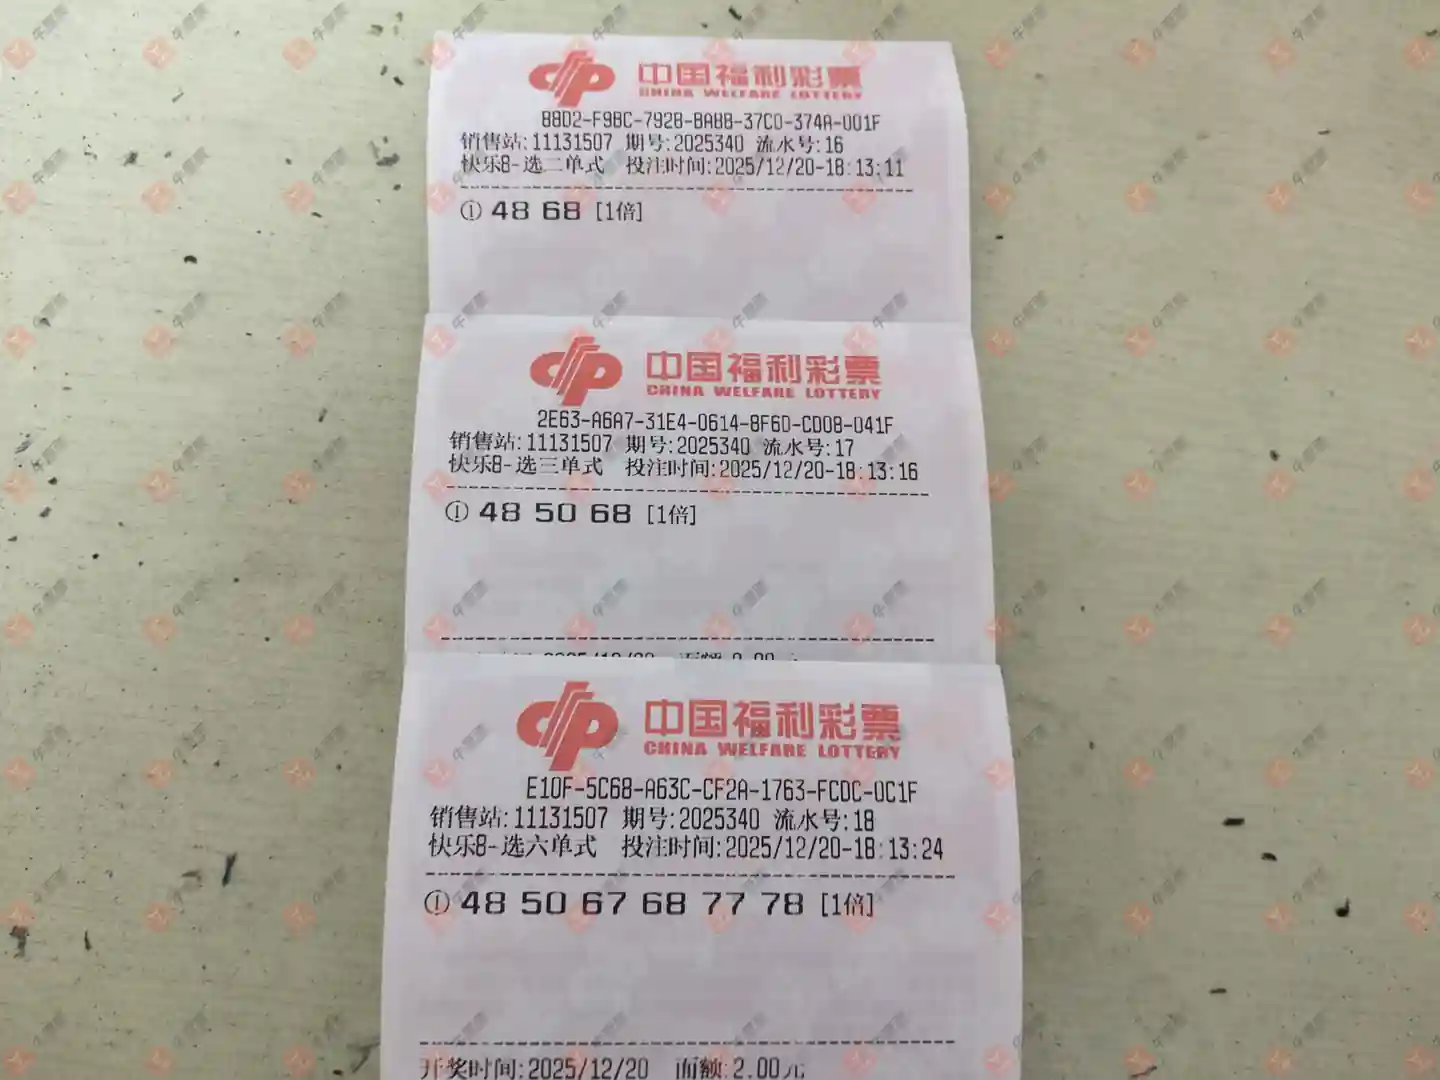 中国福利彩票
CHINA WELFARE LOTTERY
88D2-F9BC-792B-BABB-37C0-374A-001F
销售站:11131507 期号:2025340 流水号:16
快乐8-选二单式 投注时间:2025/12/20-18:13:11
① 48 68 [1倍]
中国福利彩票
CHINA WELFARE LOTTERY
2E63-A6A7-31E4-0614-8F6D-CD08-041F
销售站:11131507 期号:2025340 流水号:17
快乐8-选三单式 投注时间:2025/12/20-18:13:16
① 48 50 68 [1倍]
中国福利彩票
CHINA WELFARE LOTTERY
E10F-5C68-A63C-CF2A-1763-FCDC-0C1F
销售站:11131507 期号:2025340 流水号:18
快乐8-选六单式 投注时间:2025/12/20-18:13:24
① 48 50 67 68 77 78 [1倍]
开奖时间:2025/12/20 面额:2.00元